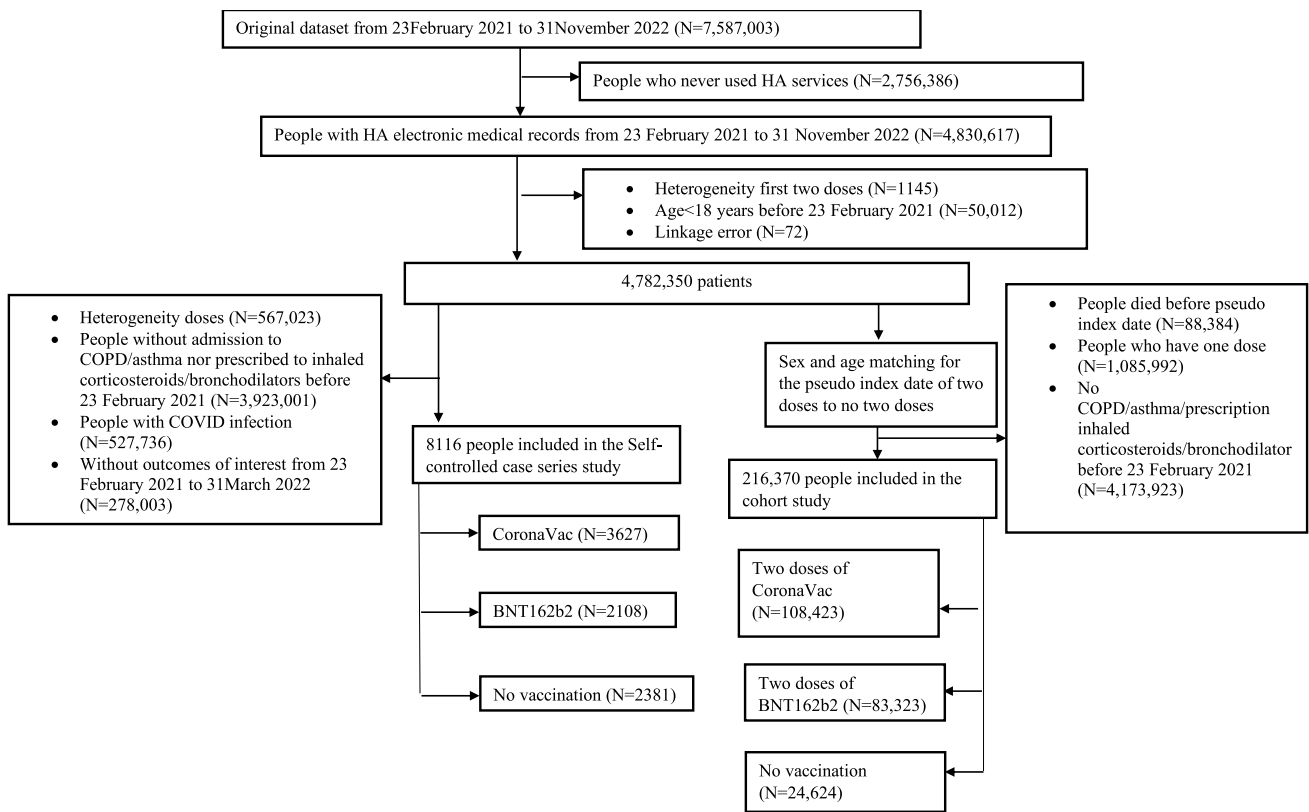 Original dataset from 23February 2021 to 31November 2022 (N=7,587,003)
People who never used HA services (N=2,756,386)
People with HA electronic medical records from 23 February 2021 to 31 November 2022 (N=4,830,617)
• Heterogeneity first two doses (N=1145)
• Age<18 years before 23 February 2021 (N=50,012)
• Linkage error (N=72)
4,782,350 patients
• Heterogeneity doses (N=567,023)
• People without admission to
COPD/asthma nor prescribed to inhaled
corticosteroids/bronchodilators before
23 February 2021 (N=3,923,001)
• People with COVID infection
(N=527,736)
• Without outcomes of interest from 23
February 2021 to 31March 2022
(N=278,003)
8116 people included in the Self-
controlled case series study
CoronaVac (N=3627)
BNT162b2 (N=2108)
No vaccination (N=2381)
Sex and age matching for
the pseudo index date of two
doses to no two doses
• People died before pseudo
index date (N=88,384)
• People who have one dose
(N=1,085,992)
• No
COPD/asthma/prescription
inhaled
corticosteroids/bronchodilator
before 23 February 2021
(N=4,173,923)
216,370 people included in the
cohort study
Two doses of
CoronaVac
(N=108,423)
Two doses of
BNT162b2 (N=83,323)
No vaccination
(N=24,624)